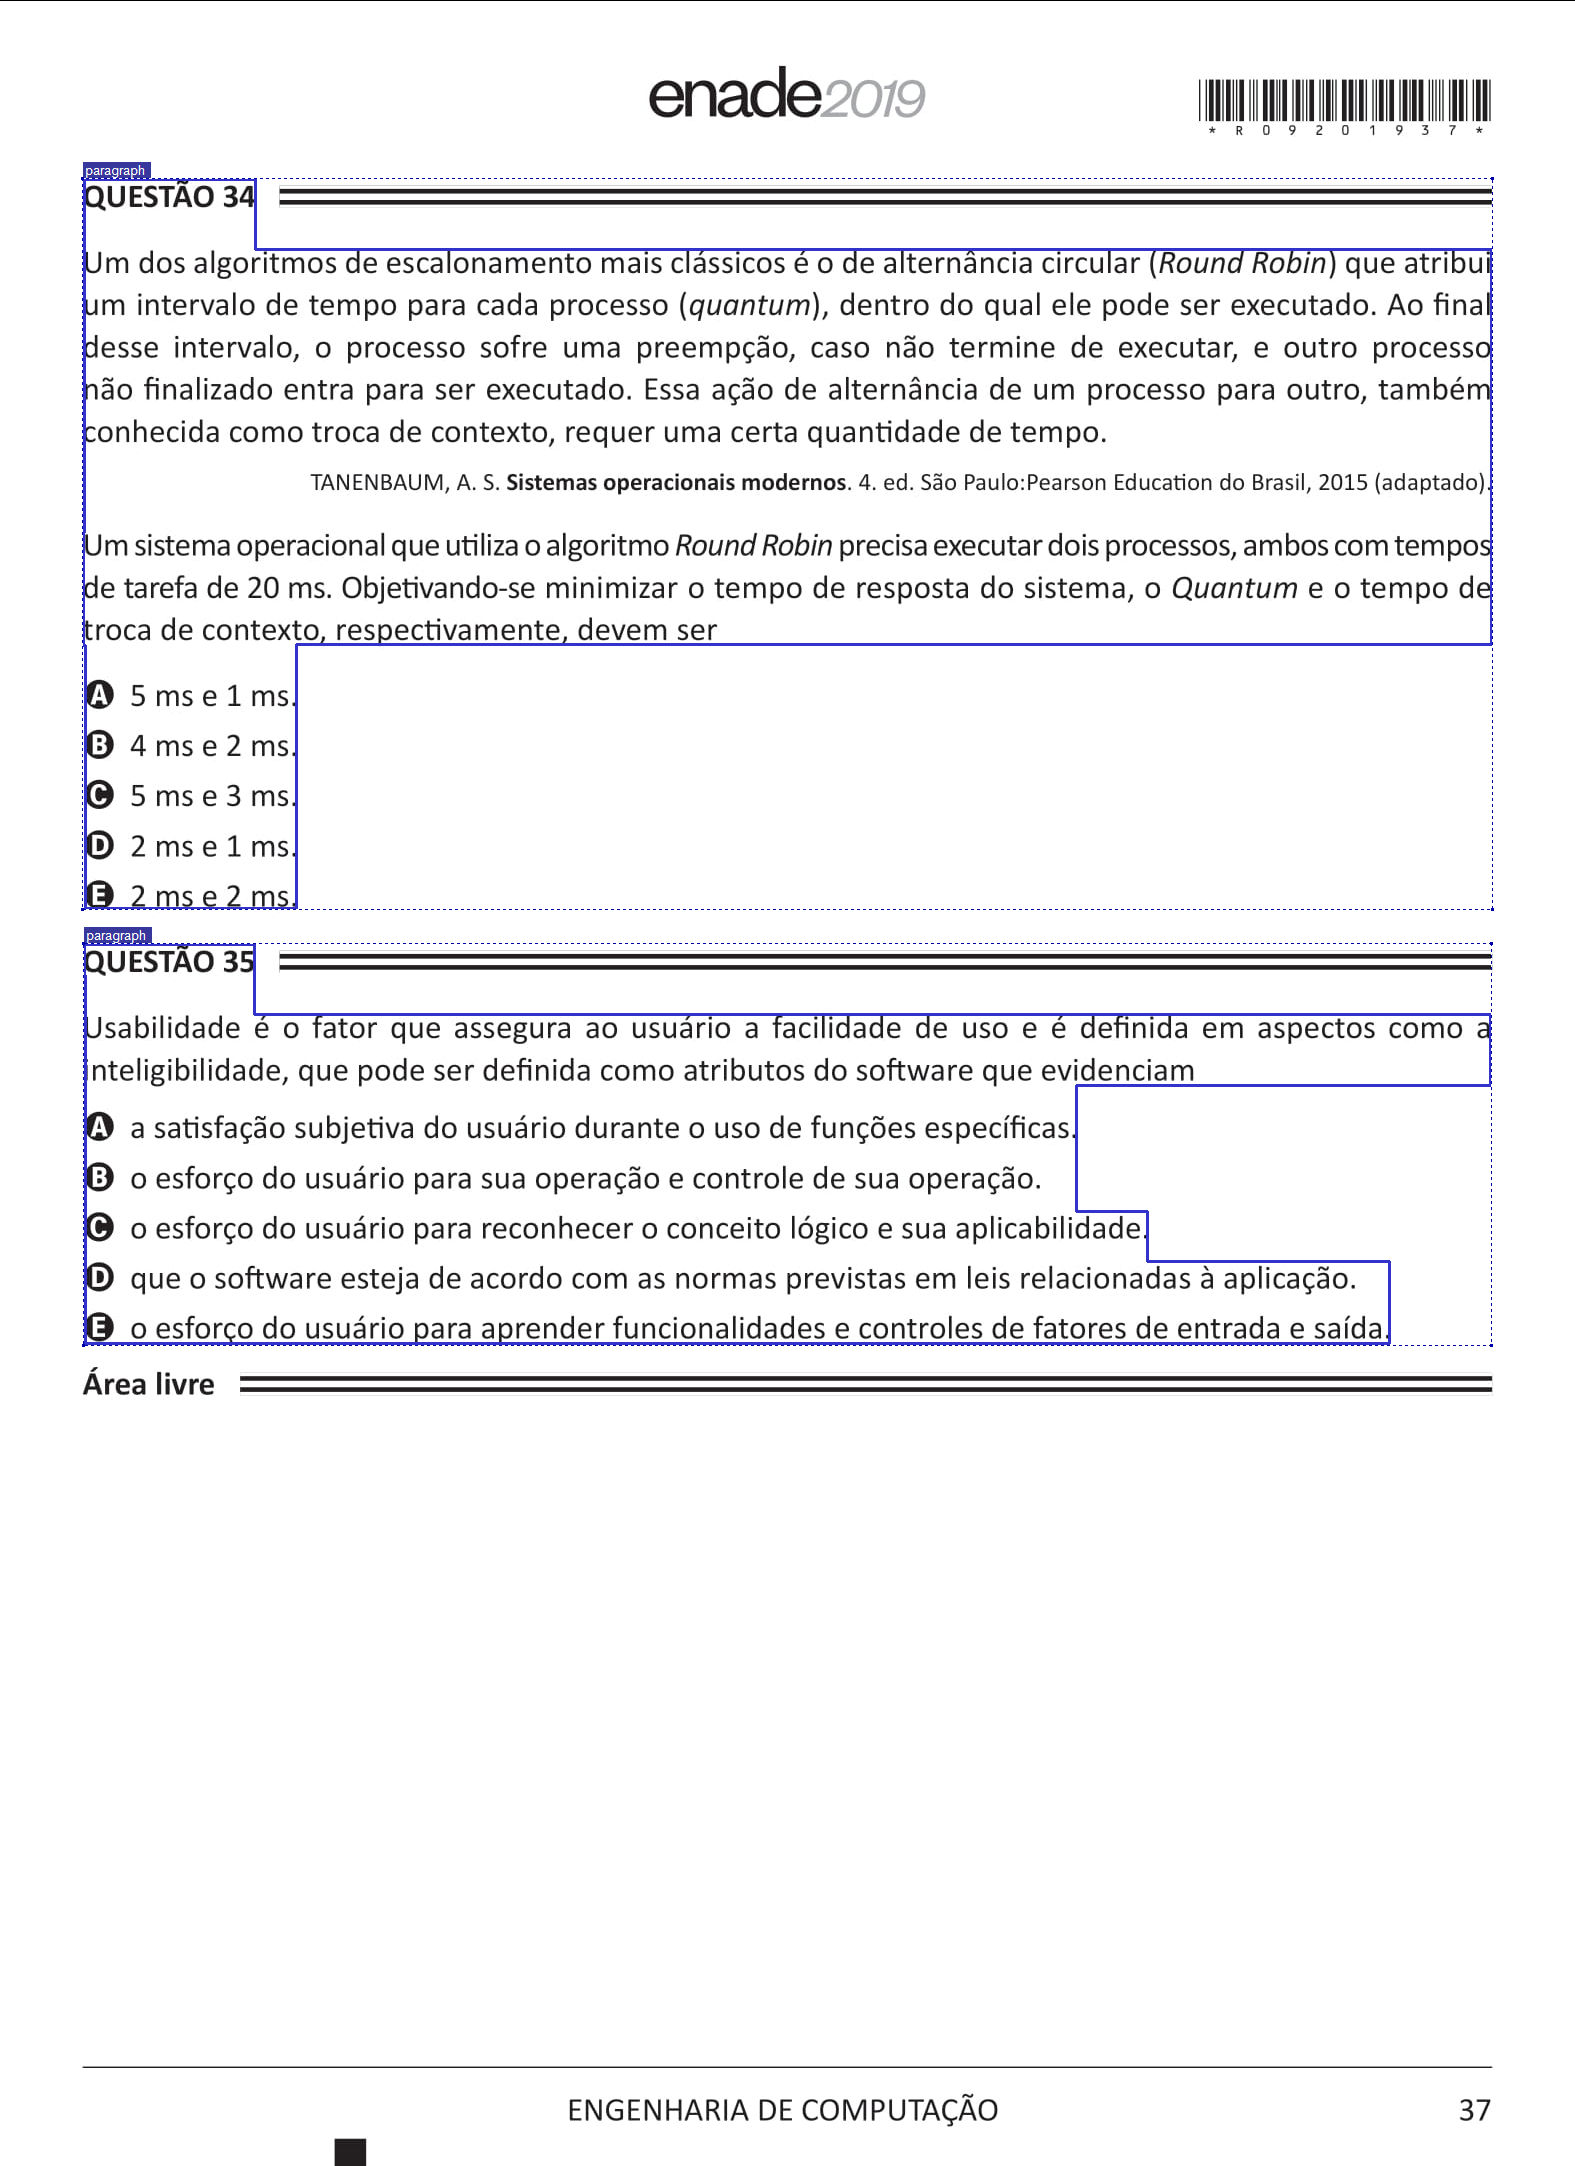 enade2019
*R09201937*
paragraph
QUESTÃO 34
Um dos algoritmos de escalonamento mais clássicos é o de alternância circular (Round Robin) que atribui
um intervalo de tempo para cada processo (quantum), dentro do qual ele pode ser executado. Ao final
desse intervalo, o processo sofre uma preempção, caso não termine de executar, e outro processo
não finalizado entra para ser executado. Essa ação de alternância de um processo para outro, também
conhecida como troca de contexto, requer uma certa quantidade de tempo.
TANENBAUM, A. S. Sistemas operacionais modernos. 4. ed. São Paulo:Pearson Education do Brasil, 2015 (adaptado).
Um sistema operacional que utiliza o algoritmo Round Robin precisa executar dois processos, ambos com tempos
de tarefa de 20 ms. Objetivando-se minimizar o tempo de resposta do sistema, o Quantum e o tempo de
troca de contexto, respectivamente, devem ser
A 5 ms e 1 ms.
B 4 ms e 2 ms.
C 5 ms e 3 ms.
D 2 ms e 1 ms.
E 2 ms e 2 ms.
paragraph
QUESTÃO 35
Usabilidade é o fator que assegura ao usuário a facilidade de uso e é definida em aspectos como a
inteligibilidade, que pode ser definida como atributos do software que evidenciam
A a satisfação subjetiva do usuário durante o uso de funções específicas.
B o esforço do usuário para sua operação e controle de sua operação.
C o esforço do usuário para reconhecer o conceito lógico e sua aplicabilidade.
D que o software esteja de acordo com as normas previstas em leis relacionadas à aplicação.
E o esforço do usuário para aprender funcionalidades e controles de fatores de entrada e saída.
Área livre
ENGENHARIA DE COMPUTAÇÃO
37